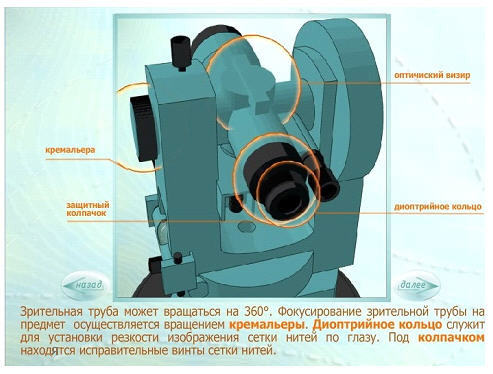 оптичиский визир
кремальера
защитный
колпачок
диоптрийное кольцо
назад
далее
Зрительная труба может вращаться на 360°. Фокусирование зрительной трубы на
предмет осуществляется вращением кремальеры. Диоптрийное кольцо служит
для установки резкости изображения сетки нитей по глазу. Под колпачком
находятся исправительные винты сетки нитей.